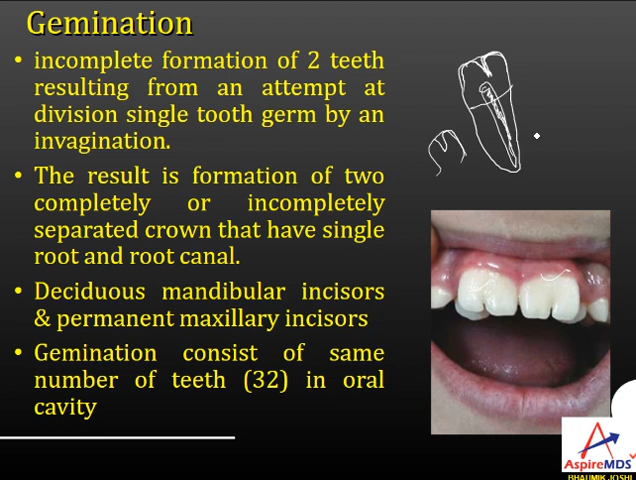 Gemination
• incomplete formation of 2 teeth
resulting from an attempt at
division single tooth germ by an
invagination.
• The result is formation of two
completely or incompletely
separated crown that have single
root and root canal.
• Deciduous mandibular incisors
& permanent maxillary incisors
• Gemination consist of same
number of teeth (32) in oral
cavity
AspireMDS
BHAUMIK JOSHI